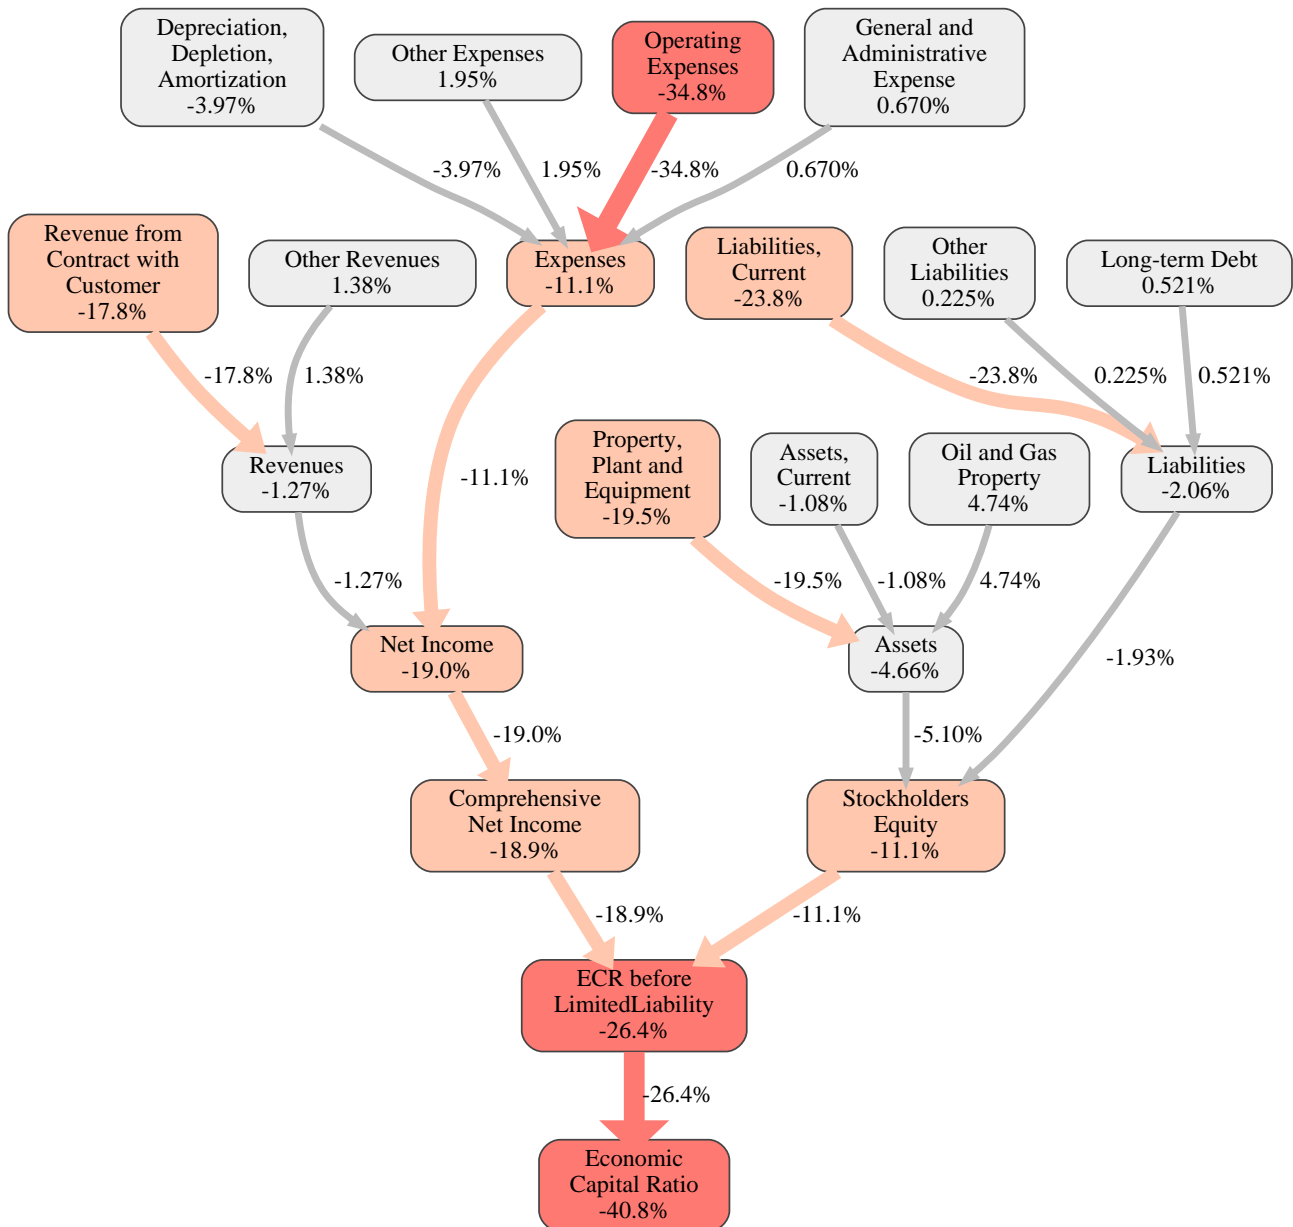 Depreciation,
Depletion,
Amortization
-3.97%
Other Expenses
1.95%
Operating
Expenses
-34.8%
General and
Administrative
Expense
0.670%
-3.97%
1.95%
-34.8%
0.670%
Revenue from
Contract with
Customer
-17.8%
Other Revenues
1.38%
Expenses
-11.1%
Liabilities,
Current
-23.8%
Other
Liabilities
0.225%
Long-term Debt
0.521%
-17.8%
1.38%
-23.8%
0.225%
0.521%
Revenues
-1.27%
-11.1%
Property,
Plant and
Equipment
-19.5%
Assets,
Current
-1.08%
Oil and Gas
Property
4.74%
Liabilities
-2.06%
-1.27%
-19.5%
-1.08%
4.74%
Net Income
-19.0%
Assets
-4.66%
-1.93%
-19.0%
-5.10%
Comprehensive
Net Income
-18.9%
Stockholders
Equity
-11.1%
-18.9%
-11.1%
ECR before
LimitedLiability
-26.4%
-26.4%
Economic
Capital Ratio
-40.8%